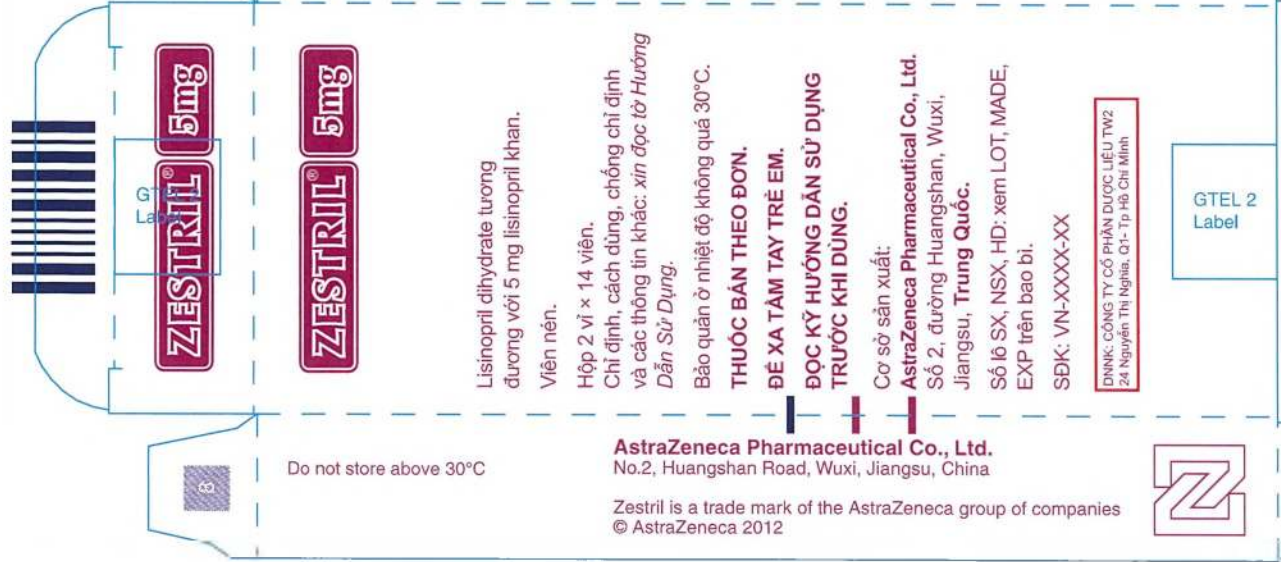 ZESTRIL® 5mg
GTEL 2
Label
ZESTRIL® 5mg
Lisinopril dihydrate tương
đương với 5 mg lisinopril khan.
Viên nén.
Hộp 2 vỉ × 14 viên.
Chỉ định, cách dùng, chống chỉ định
và các thông tin khác: xin đọc tờ Hướng
Dẫn Sử Dụng.
Bảo quản ở nhiệt độ không quá 30°C.
THUỐC BÁN THEO ĐƠN.
ĐỂ XA TẦM TAY TRẺ EM.
ĐỌC KỸ HƯỚNG DẪN SỬ DỤNG
TRƯỚC KHI DÙNG.
Cơ sở sản xuất:
AstraZeneca Pharmaceutical Co., Ltd.
Số 2, đường Huangshan, Wuxi,
Jiangsu, Trung Quốc.
Số lô SX, NSX, HD: xem LOT, MADE,
EXP trên bao bì.
SĐK: VN-XXXX-XX
DNNK: CÔNG TY CỔ PHẦN DƯỢC LIỆU TW2
24 Nguyễn Thị Nghĩa, Q1- Tp Hồ Chí Minh
GTEL 2
Label
8
Do not store above 30°C
AstraZeneca Pharmaceutical Co., Ltd.
No.2, Huangshan Road, Wuxi, Jiangsu, China
Zestril is a trade mark of the AstraZeneca group of companies
© AstraZeneca 2012